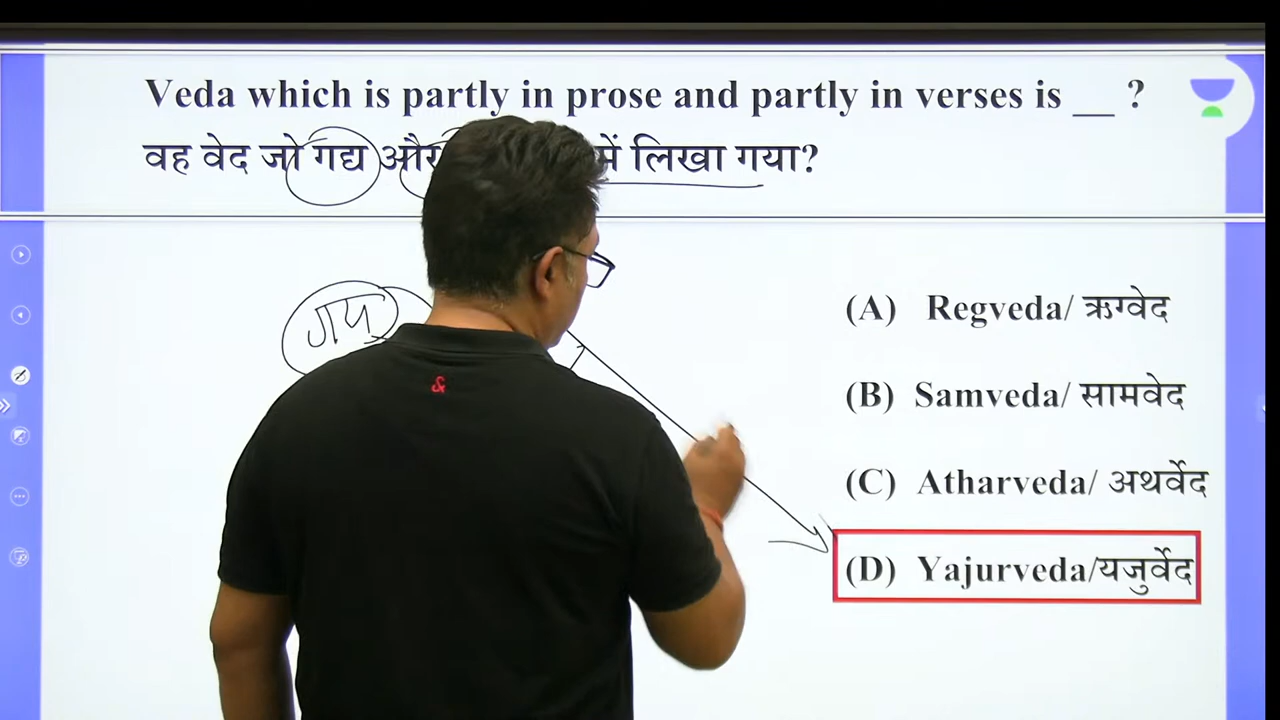 Veda which is partly in prose and partly in verses is __ ?
वह वेद जो गद्य और में लिखा गया?
गद्य
(A) Regveda/ ऋग्वेद
(B) Samveda/ सामवेद
(C) Atharveda/ अथर्वेद
(D) Yajurveda/यजुर्वेद